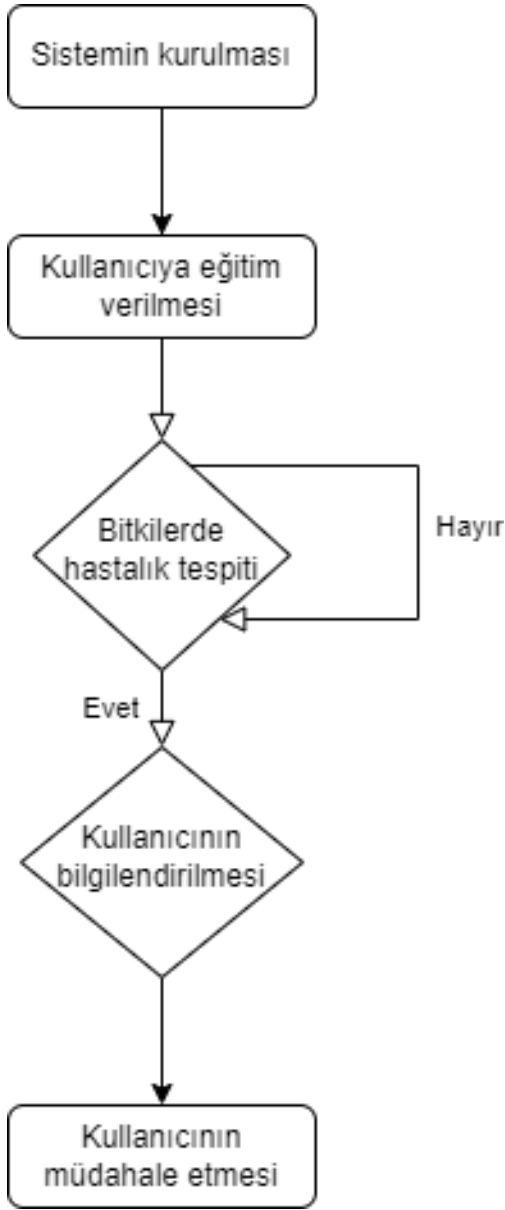 Sistemin kurulması
Kullanıcıya eğitim
verilmesi
Bitkilerde
hastalık tespiti
Hayır
Evet
Kullanıcının
bilgilendirilmesi
Kullanıcının
müdahale etmesi